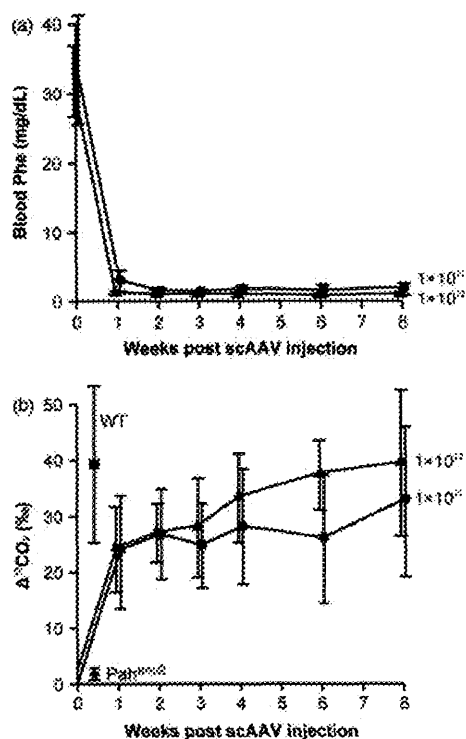 (a)
Blood Phe (mg/dL)
40
30
20
10
0
0 1 2 3 4 5 6 7 8
Weeks post scAAV injection
(b)
Δ¹³CO₂ (‰)
50
40
30
20
10
0
WT
0 1 2 3 4 5 6 7 8
Weeks post scAAV injection